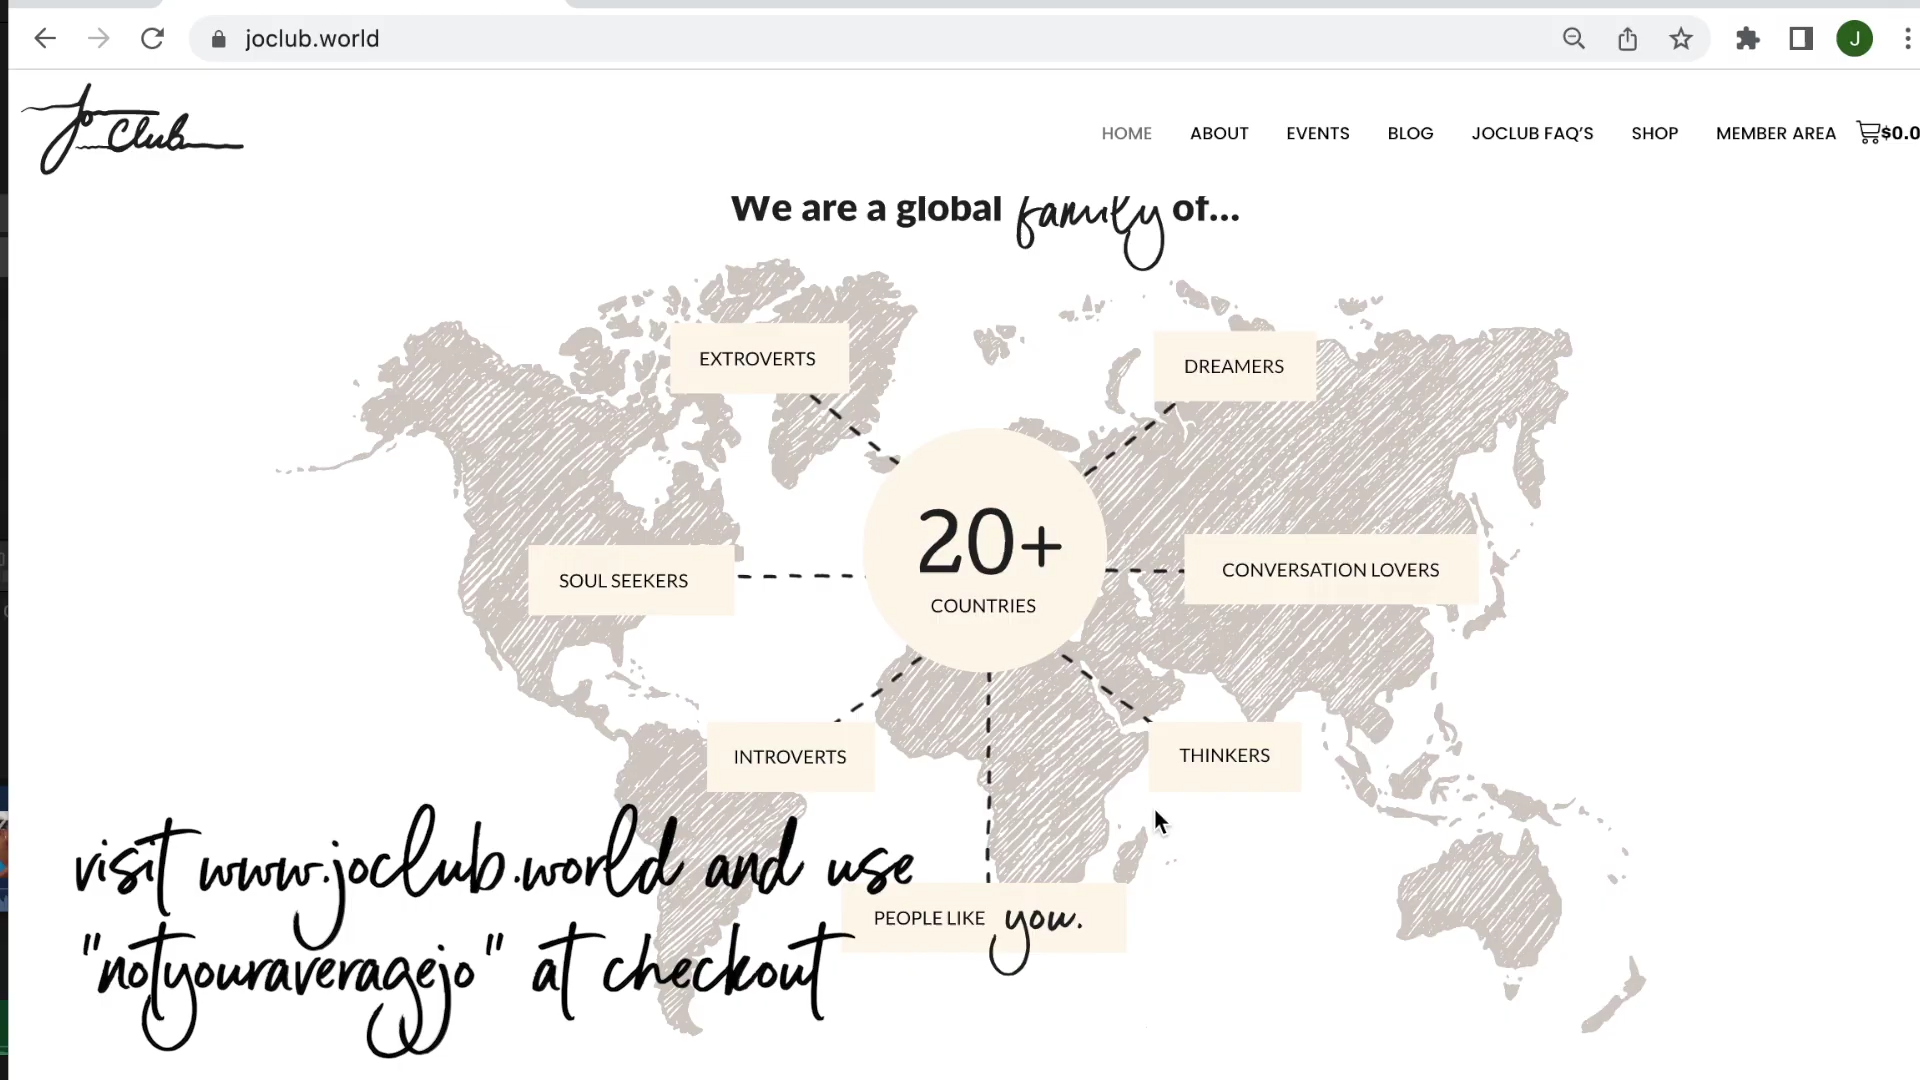 joclub.world
J
Jo Club
HOME ABOUT EVENTS BLOG JOCLUB FAQ'S SHOP MEMBER AREA $0.0
We are a global family of...
EXTROVERTS
DREAMERS
20+
COUNTRIES
SOUL SEEKERS
CONVERSATION LOVERS
INTROVERTS
THINKERS
PEOPLE LIKE you.
visit www.joclub.world and use
"notyouraveragejo" at checkout